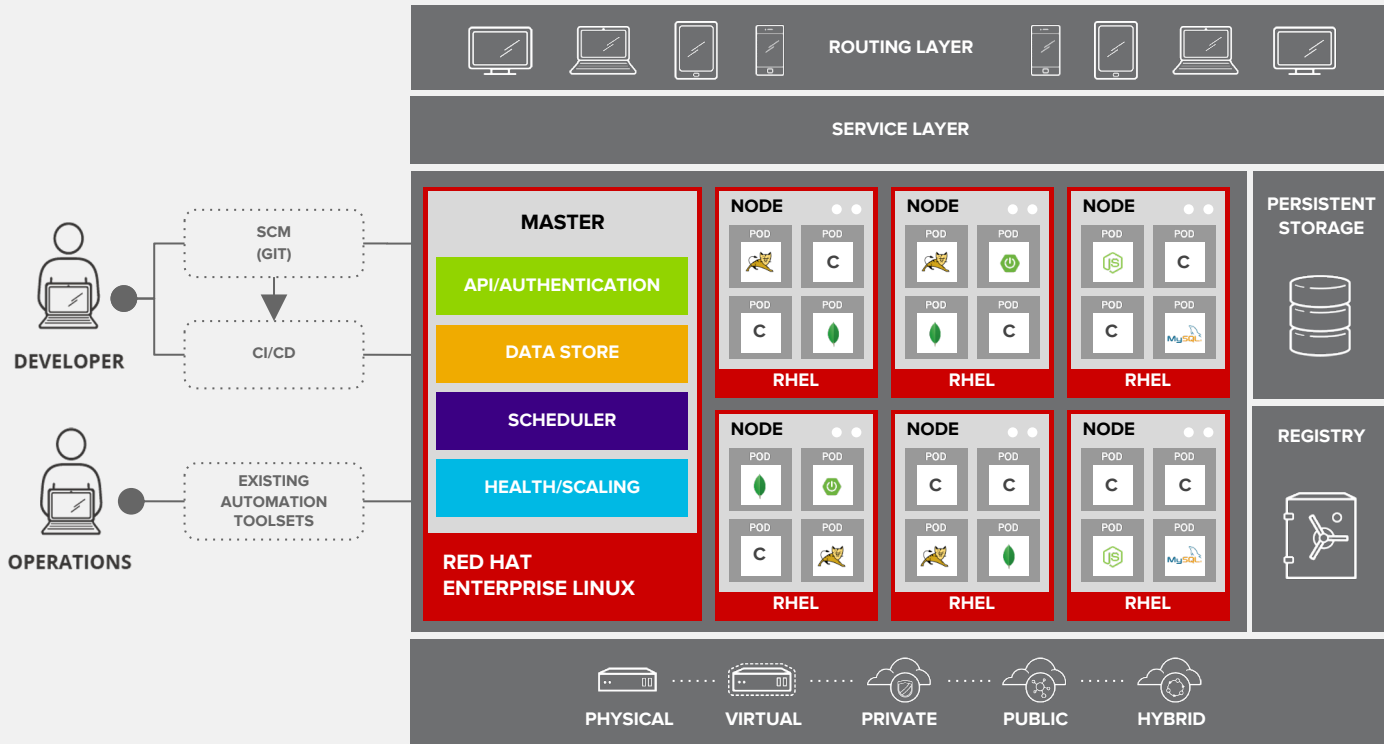 ROUTING LAYER
SERVICE LAYER
DEVELOPER
SCM
(GIT)
CI/CD
OPERATIONS
EXISTING
AUTOMATION
TOOLSETS
MASTER
API/AUTHENTICATION
DATA STORE
SCHEDULER
HEALTH/SCALING
RED HAT
ENTERPRISE LINUX
NODE
POD
POD
C
POD
POD
C
RHEL
NODE
POD
POD
POD
POD
C
RHEL
NODE
POD
POD
JS
C
POD
POD
C
MySQL
RHEL
NODE
POD
POD
POD
POD
C
RHEL
NODE
POD
POD
C
C
POD
POD
RHEL
NODE
POD
POD
C
C
POD
POD
JS
MySQL
RHEL
PERSISTENT
STORAGE
REGISTRY
PHYSICAL
VIRTUAL
PRIVATE
PUBLIC
HYBRID